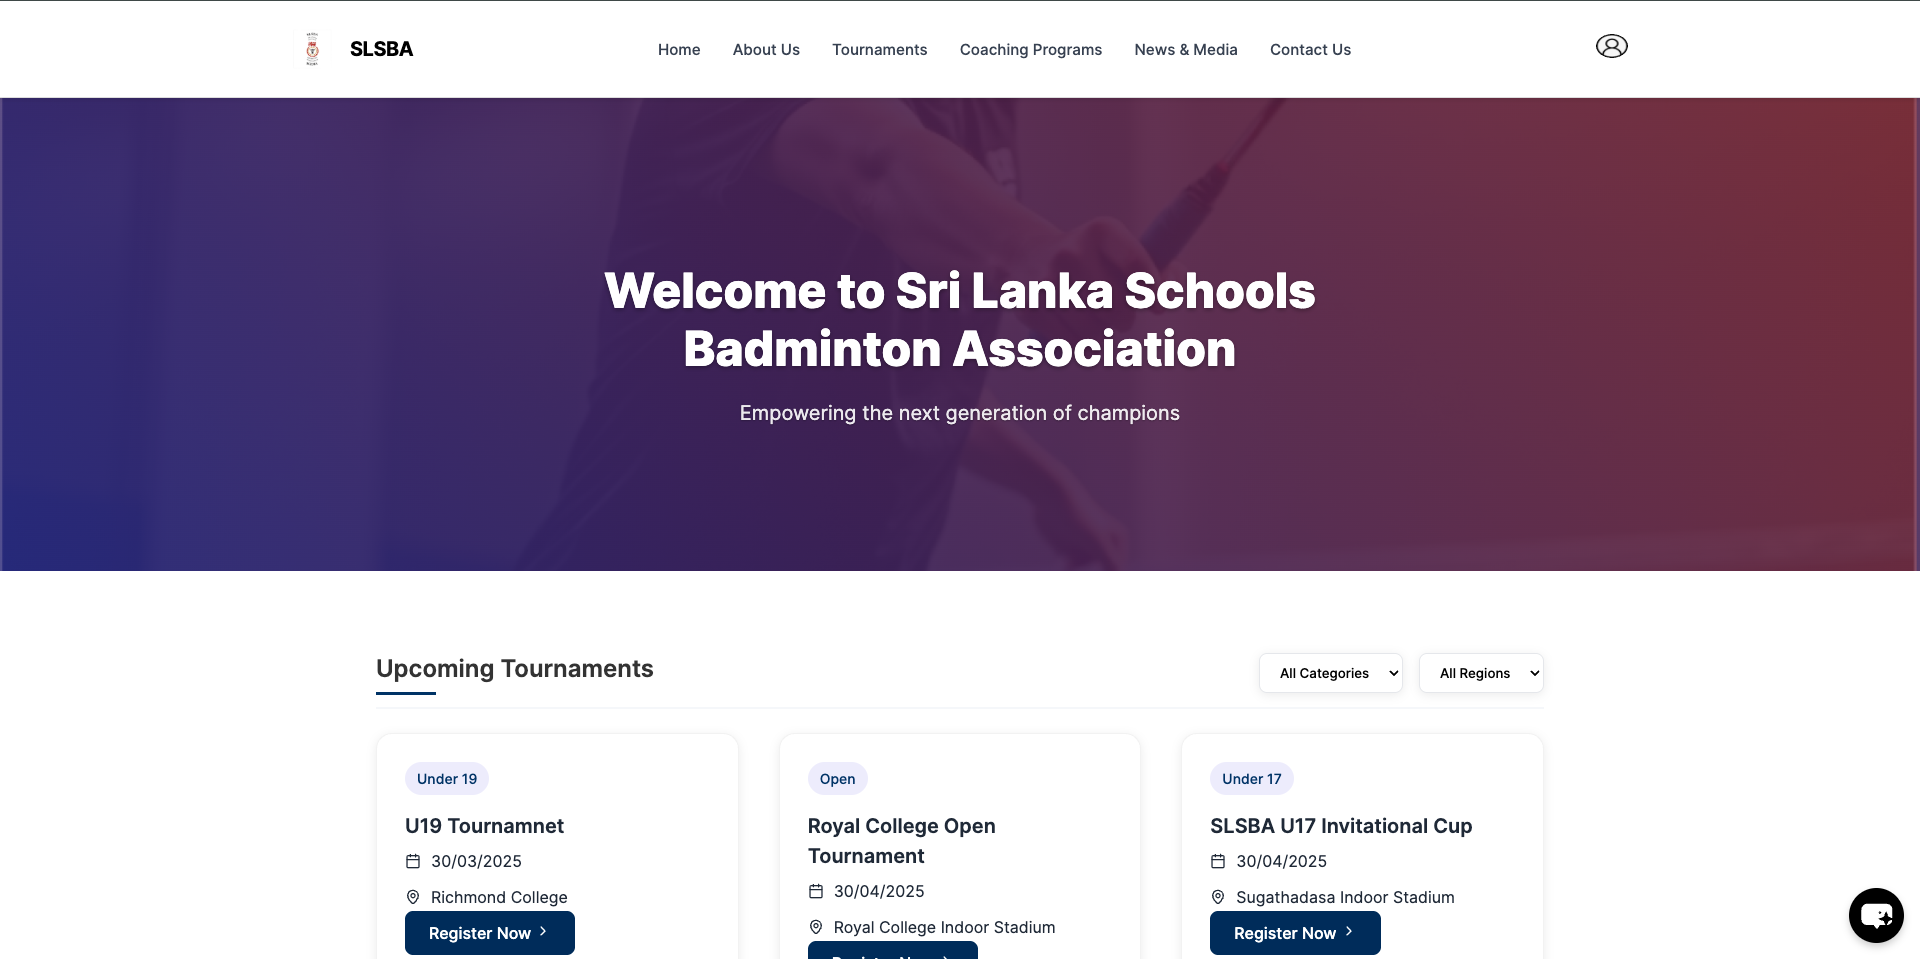 SLSBA
Home
About Us
Tournaments
Coaching Programs
News & Media
Contact Us
Welcome to Sri Lanka Schools
Badminton Association
Empowering the next generation of champions
Upcoming Tournaments
All Categories
All Regions
Under 19
U19 Tournamnet
30/03/2025
Richmond College
Register Now
Open
Royal College Open
Tournament
30/04/2025
Royal College Indoor Stadium
Register Now
Under 17
SLSBA U17 Invitational Cup
30/04/2025
Sugathadasa Indoor Stadium
Register Now